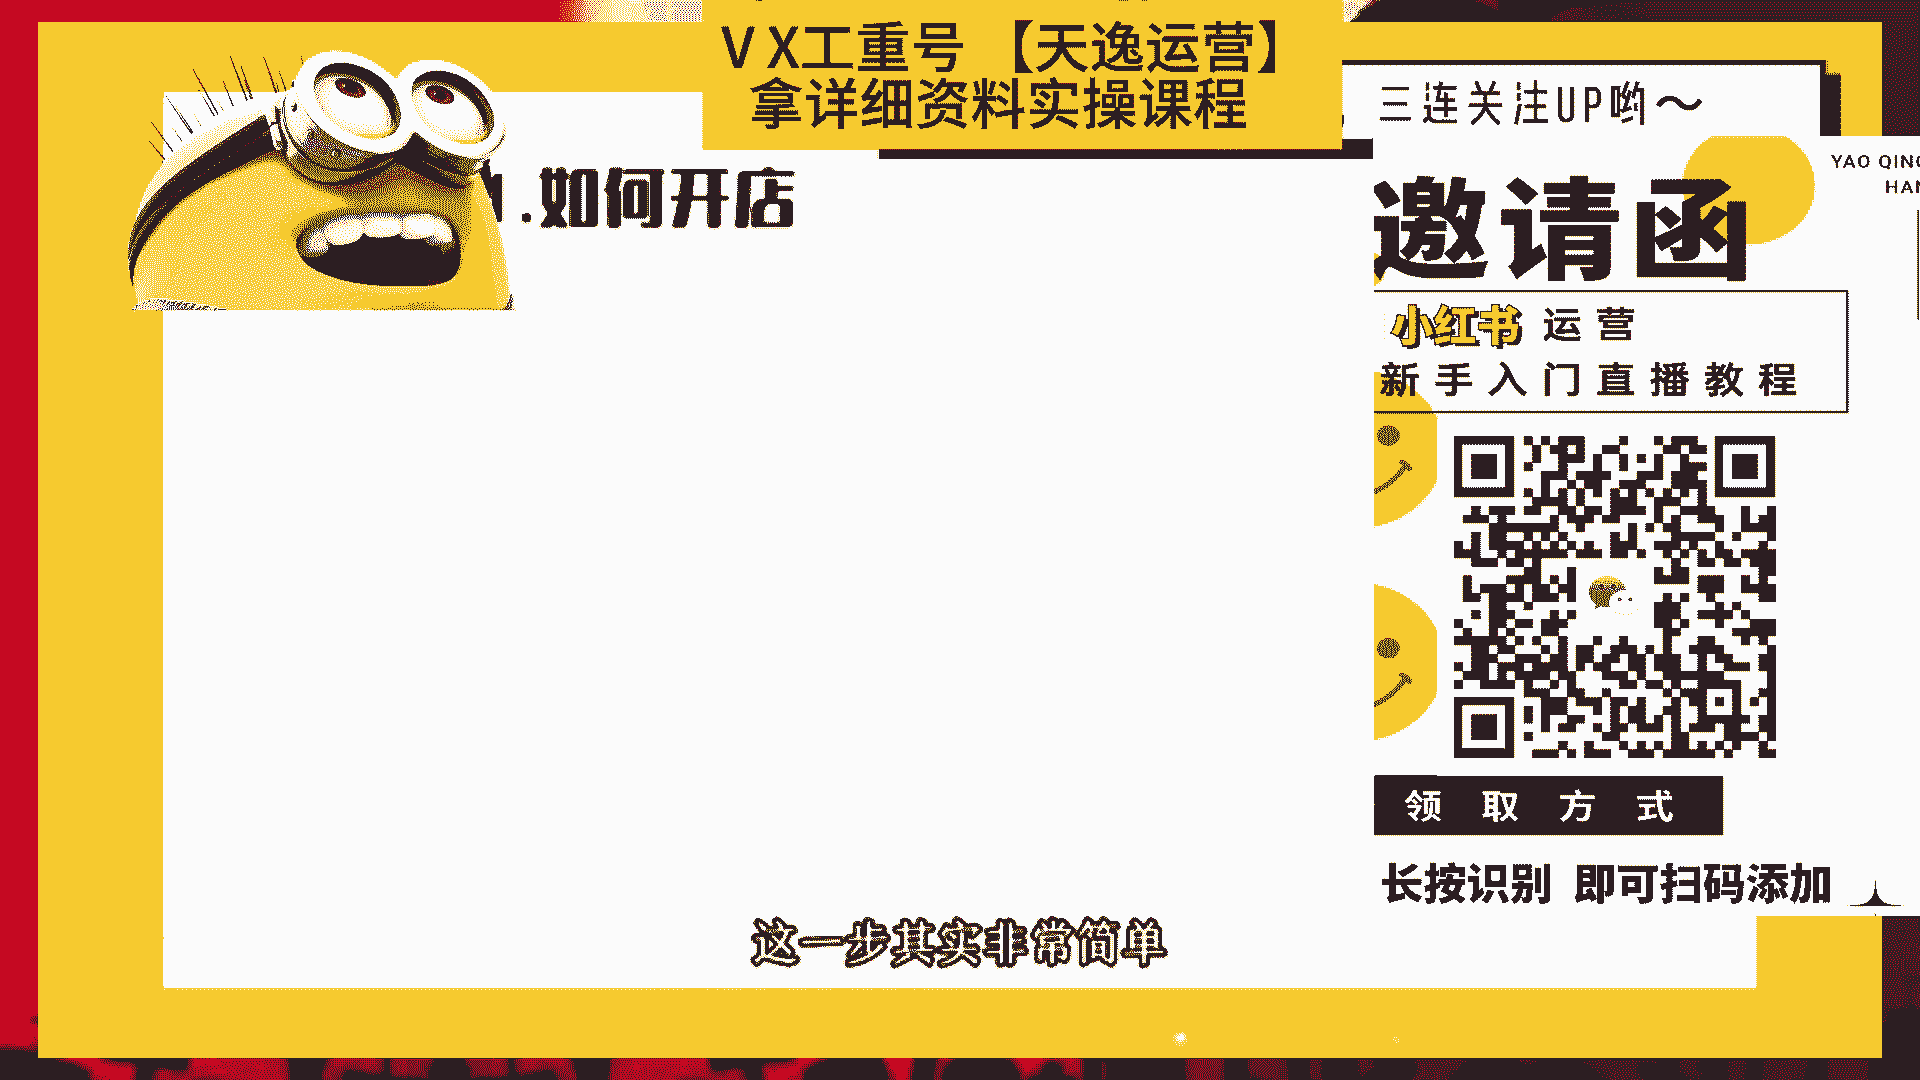 VX工重号 【天逸运营】
拿详细资料实操课程
三连关注UP哟～
1.如何开店
YAO QING
HAN
邀请函
小红书 运营
新手入门直播教程
领取方式
长按识别 即可扫码添加
这一步其实非常简单